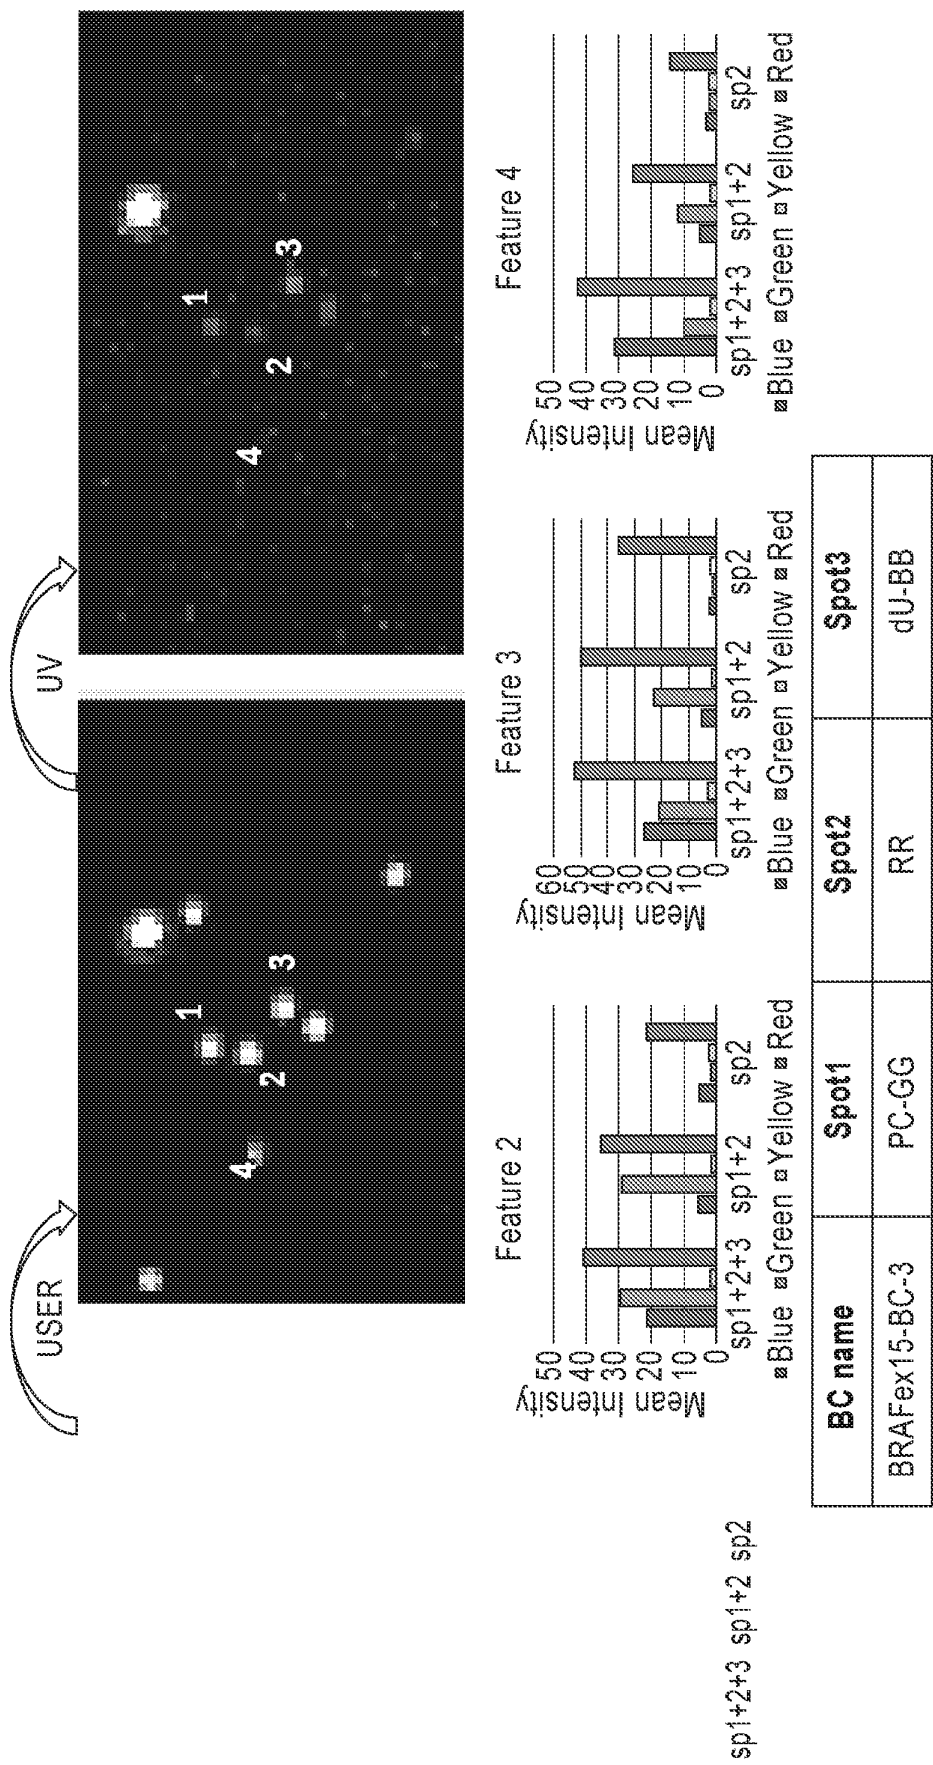 USER
UV
1
2
3
4
1
2
3
4
Feature 2
Mean Intensity
50
40
30
20
10
0
sp1+2+3 sp1+2 sp2
Blue Green Yellow Red
Feature 3
Mean Intensity
60
50
40
30
20
10
0
sp1+2+3 sp1+2 sp2
Blue Green Yellow Red
Feature 4
Mean Intensity
50
40
30
20
10
0
sp1+2+3 sp1+2 sp2
Blue Green Yellow Red
sp1+2+3 sp1+2 sp2
BC name Spot1 Spot2 Spot3
BRAFex15-BC-3 PC-GG RR dU-BB